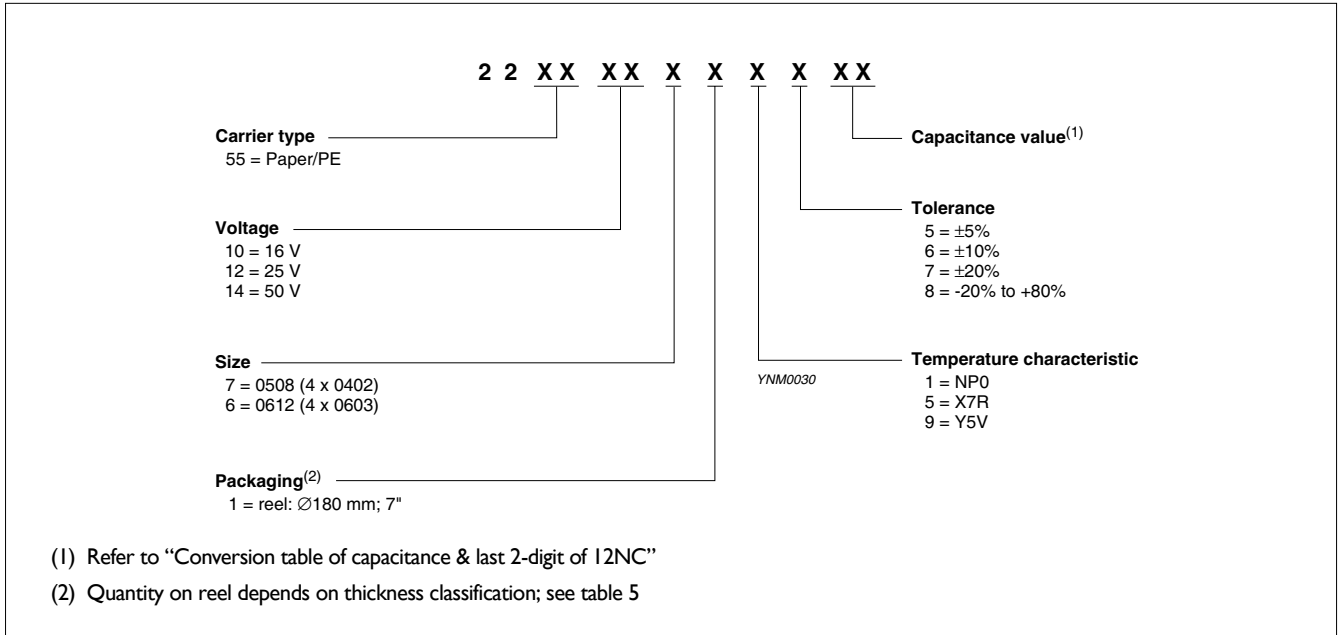 2 2 X X X X X X X X X X
Carrier type
55 = Paper/PE
Voltage
10 = 16 V
12 = 25 V
14 = 50 V
Size
7 = 0508 (4 x 0402)
6 = 0612 (4 x 0603)
Packaging(2)
1 = reel: ∅180 mm; 7"
Capacitance value(1)
Tolerance
5 = ±5%
6 = ±10%
7 = ±20%
8 = -20% to +80%
Temperature characteristic
1 = NP0
5 = X7R
9 = Y5V
YNM0030
(1) Refer to “Conversion table of capacitance & last 2-digit of 12NC”
(2) Quantity on reel depends on thickness classification; see table 5